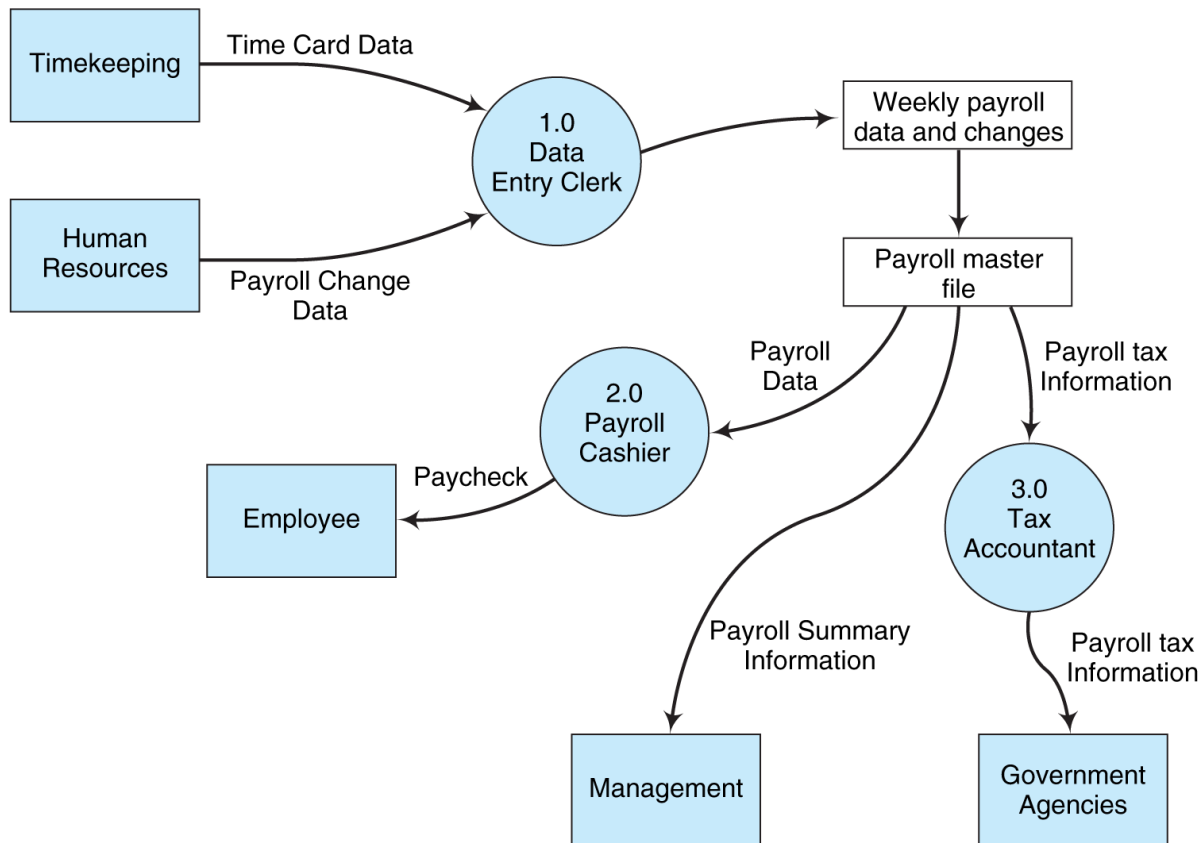 Timekeeping
Time Card Data
1.0
Data
Entry Clerk
Weekly payroll
data and changes
Human
Resources
Payroll Change
Data
Payroll master
file
Payroll
Data
Payroll tax
Information
2.0
Payroll
Cashier
Paycheck
Employee
3.0
Tax
Accountant
Payroll Summary
Information
Payroll tax
Information
Management
Government
Agencies